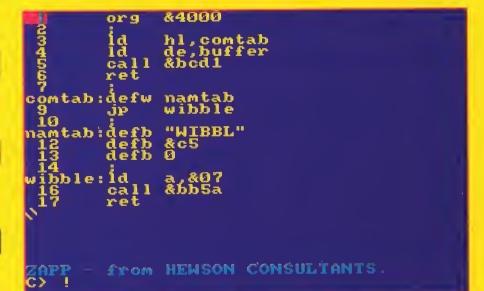 1 org &4000
2 ;
3 ld hl,comtab
4 ld de,buffer
5 call &bcd1
6 ret
7 ;
comtab:defw namtab
9 jp wibble
10 ;
namtab:defb "WIBBL"
12 defb &c5
13 defb 0
14 ;
wibble:ld a,&07
16 call &bb5a
17 ret
\\
ZAPP - from HEWSON CONSULTANTS.
C> !